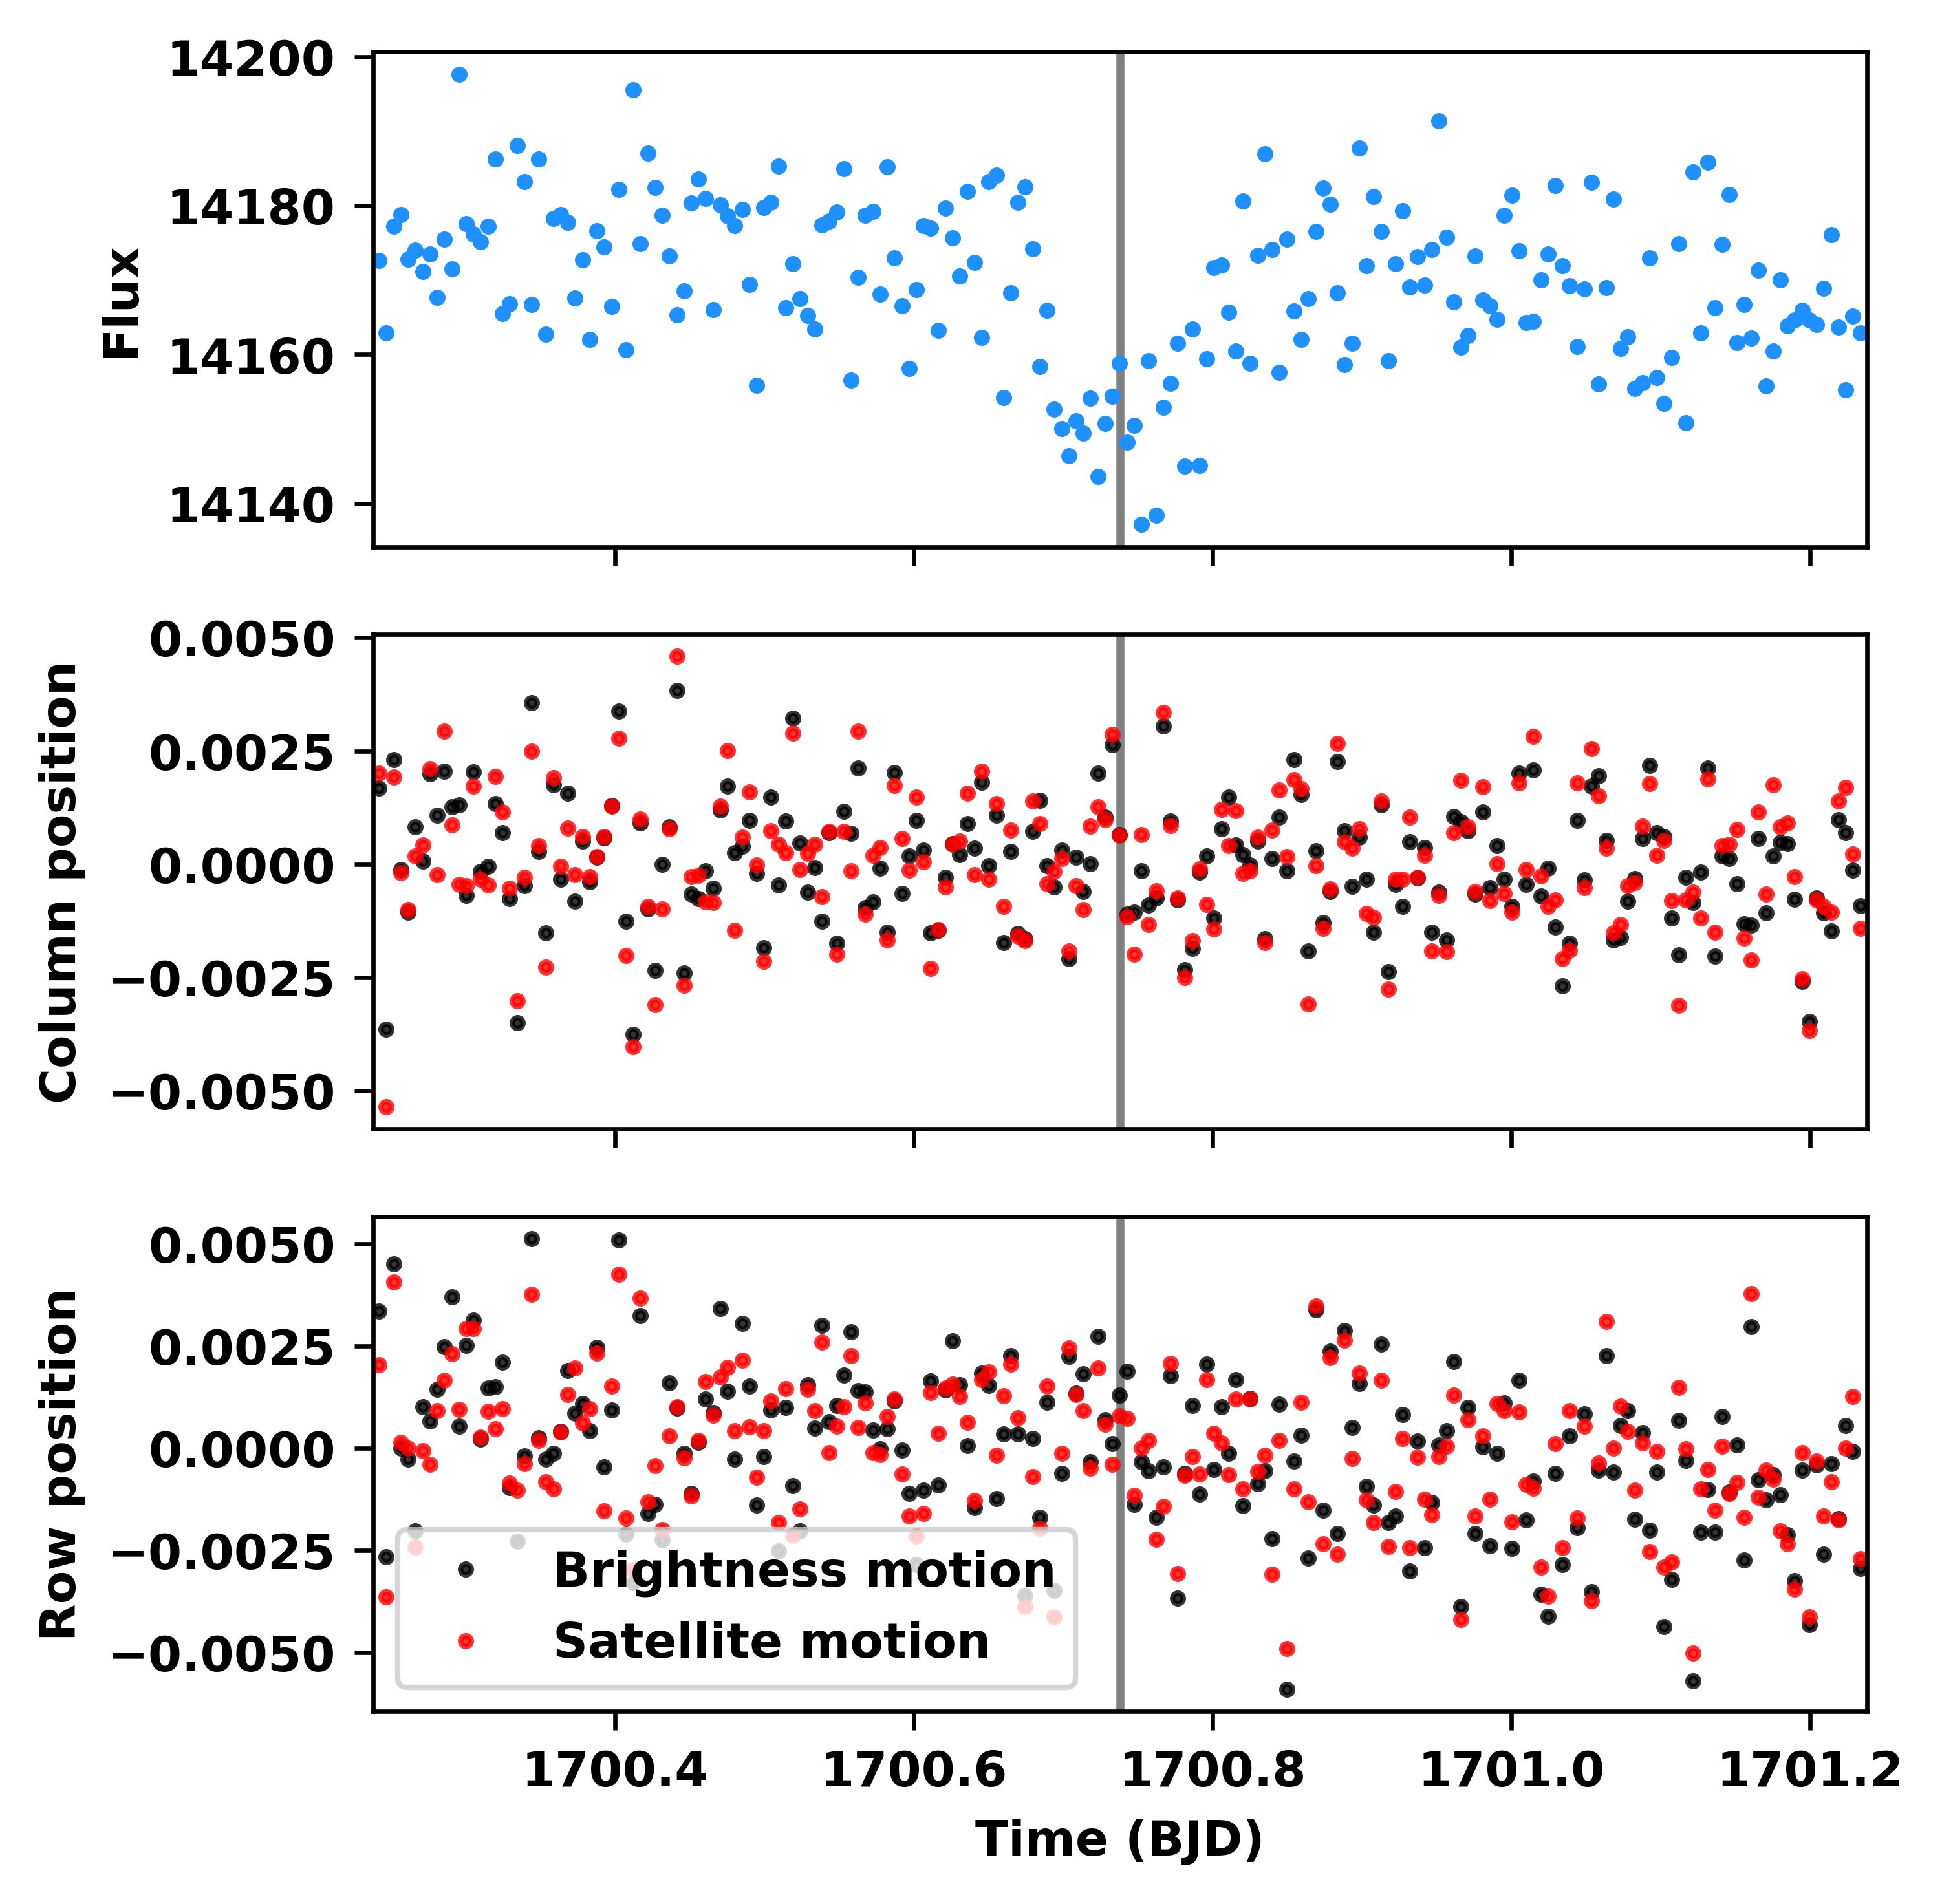 14200
14180
14160
14140
Flux
0.0050
0.0025
0.0000
−0.0025
−0.0050
Column position
0.0050
0.0025
0.0000
−0.0025
−0.0050
Row position
Brightness motion
Satellite motion
1700.4 1700.6 1700.8 1701.0 1701.2
Time (BJD)